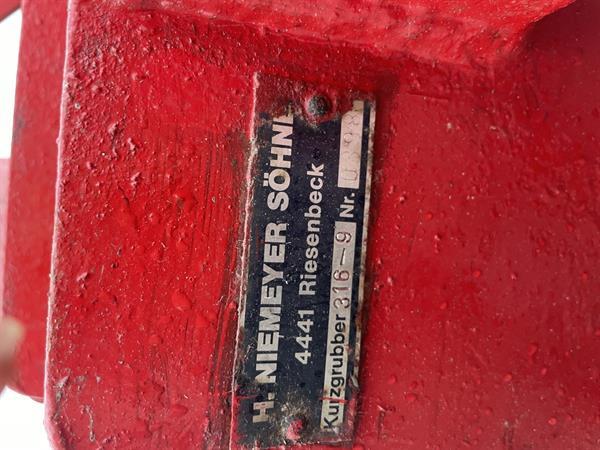 H. NIEMEYER SÖHNE
4441 Riesenbeck
Kurzgrubber 316-9 Nr.